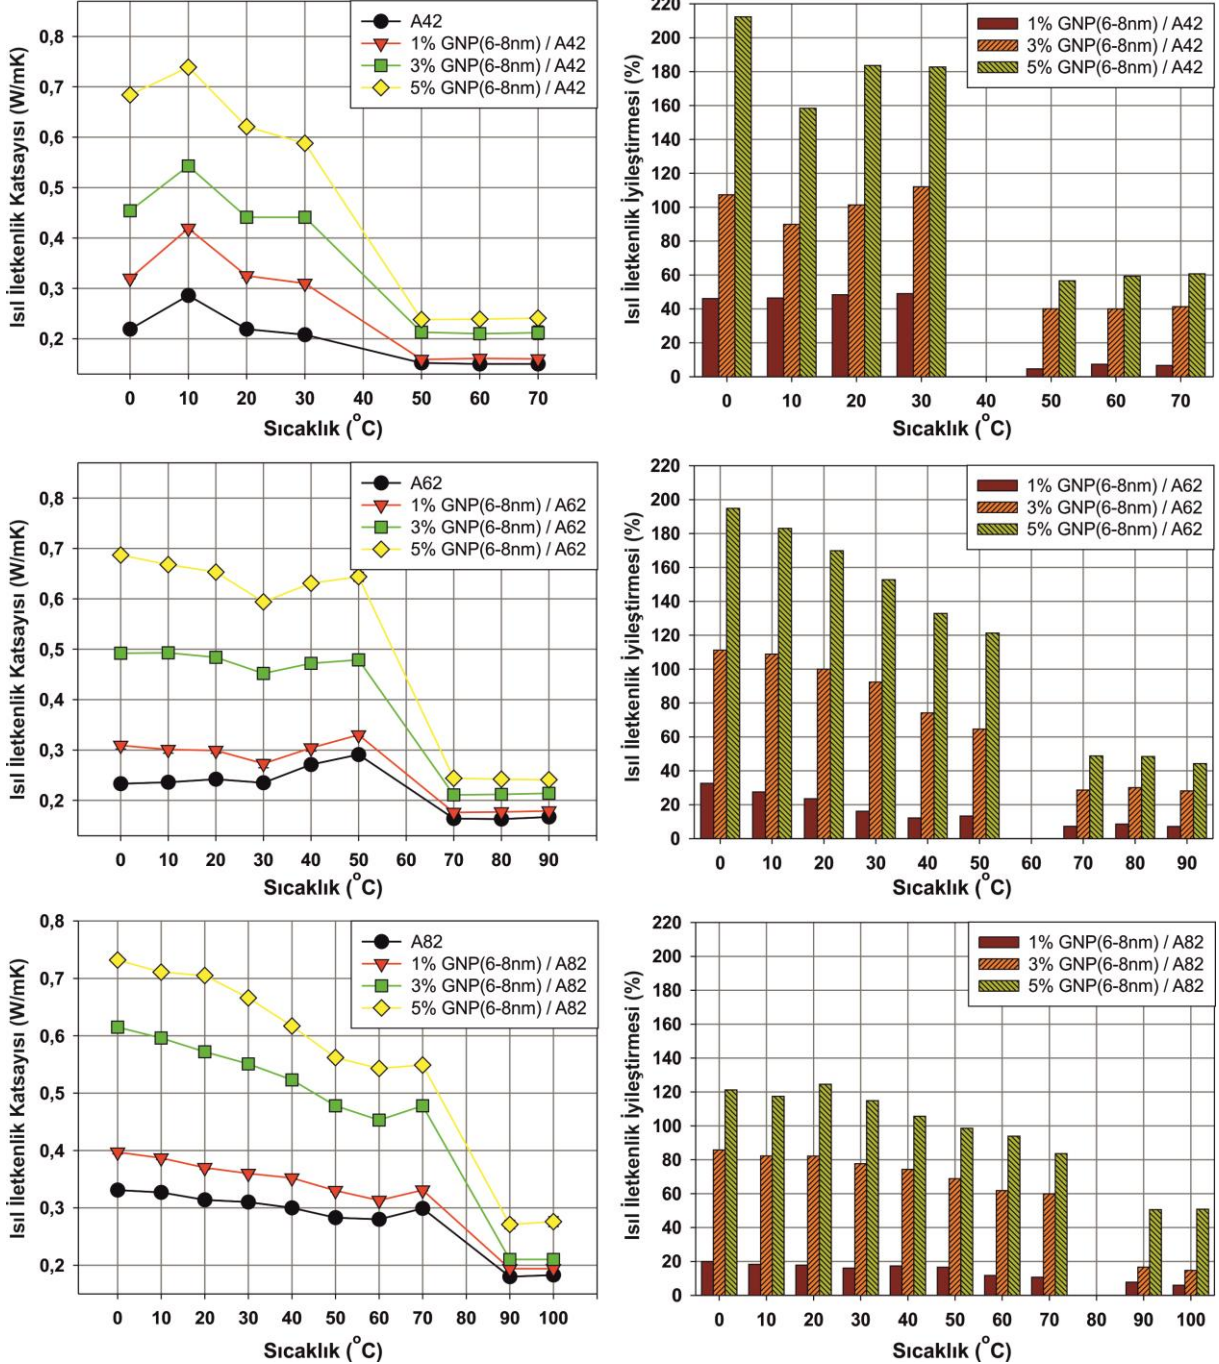 Isıl İletkenlik Katsayısı (W/mK)
0,8
0,7
0,6
0,5
0,4
0,3
0,2
A42
1% GNP(6-8nm) / A42
3% GNP(6-8nm) / A42
5% GNP(6-8nm) / A42
0 10 20 30 40 50 60 70
Sıcaklık (°C)
Isıl İletkenlik İyileştirmesi (%)
220
200
180
160
140
120
100
80
60
40
20
0
1% GNP(6-8nm) / A42
3% GNP(6-8nm) / A42
5% GNP(6-8nm) / A42
0 10 20 30 40 50 60 70
Sıcaklık (°C)
Isıl İletkenlik Katsayısı (W/mK)
0,8
0,7
0,6
0,5
0,4
0,3
0,2
A62
1% GNP(6-8nm) / A62
3% GNP(6-8nm) / A62
5% GNP(6-8nm) / A62
0 10 20 30 40 50 60 70 80 90
Sıcaklık (°C)
Isıl İletkenlik İyileştirmesi (%)
220
200
180
160
140
120
100
80
60
40
20
0
1% GNP(6-8nm) / A62
3% GNP(6-8nm) / A62
5% GNP(6-8nm) / A62
0 10 20 30 40 50 60 70 80 90
Sıcaklık (°C)
Isıl İletkenlik Katsayısı (W/mK)
0,8
0,7
0,6
0,5
0,4
0,3
0,2
A82
1% GNP(6-8nm) / A82
3% GNP(6-8nm) / A82
5% GNP(6-8nm) / A82
0 10 20 30 40 50 60 70 80 90 100
Sıcaklık (°C)
Isıl İletkenlik İyileştirmesi (%)
220
200
180
160
140
120
100
80
60
40
20
0
1% GNP(6-8nm) / A82
3% GNP(6-8nm) / A82
5% GNP(6-8nm) / A82
0 10 20 30 40 50 60 70 80 90 100
Sıcaklık (°C)